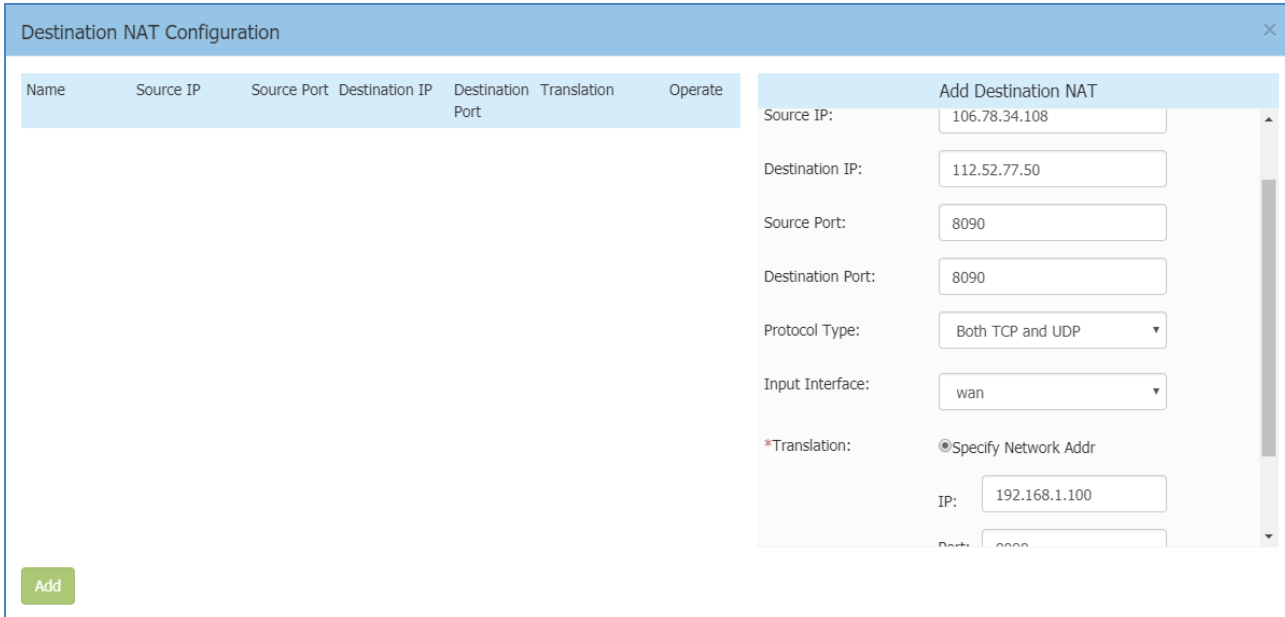 Destination NAT Configuration
×
Name Source IP Source Port Destination IP Destination Port Translation Operate
Add Destination NAT
Source IP: 106.78.34.108
Destination IP: 112.52.77.50
Source Port: 8090
Destination Port: 8090
Protocol Type: Both TCP and UDP
Input Interface: wan
*Translation: Specify Network Addr
IP: 192.168.1.100
Port:
Add